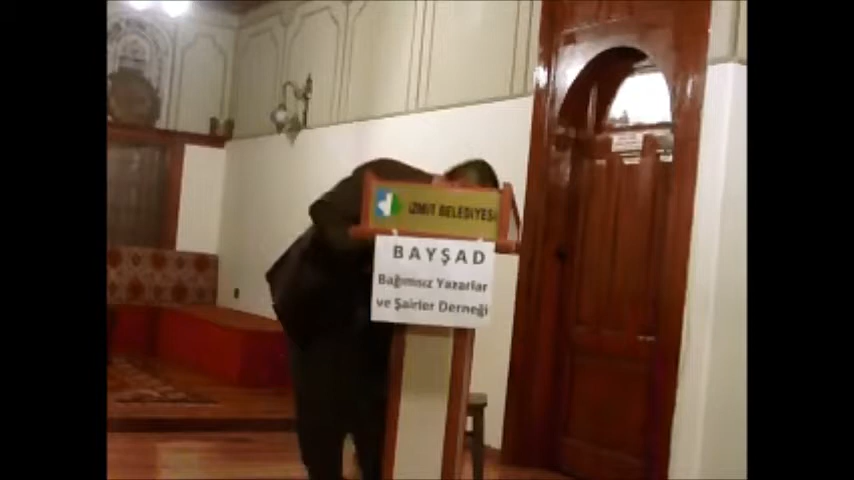 İZMİT BELEDİYESİ
BAYŞAD
Bağımsız Yazarlar
ve Şairler Derneği